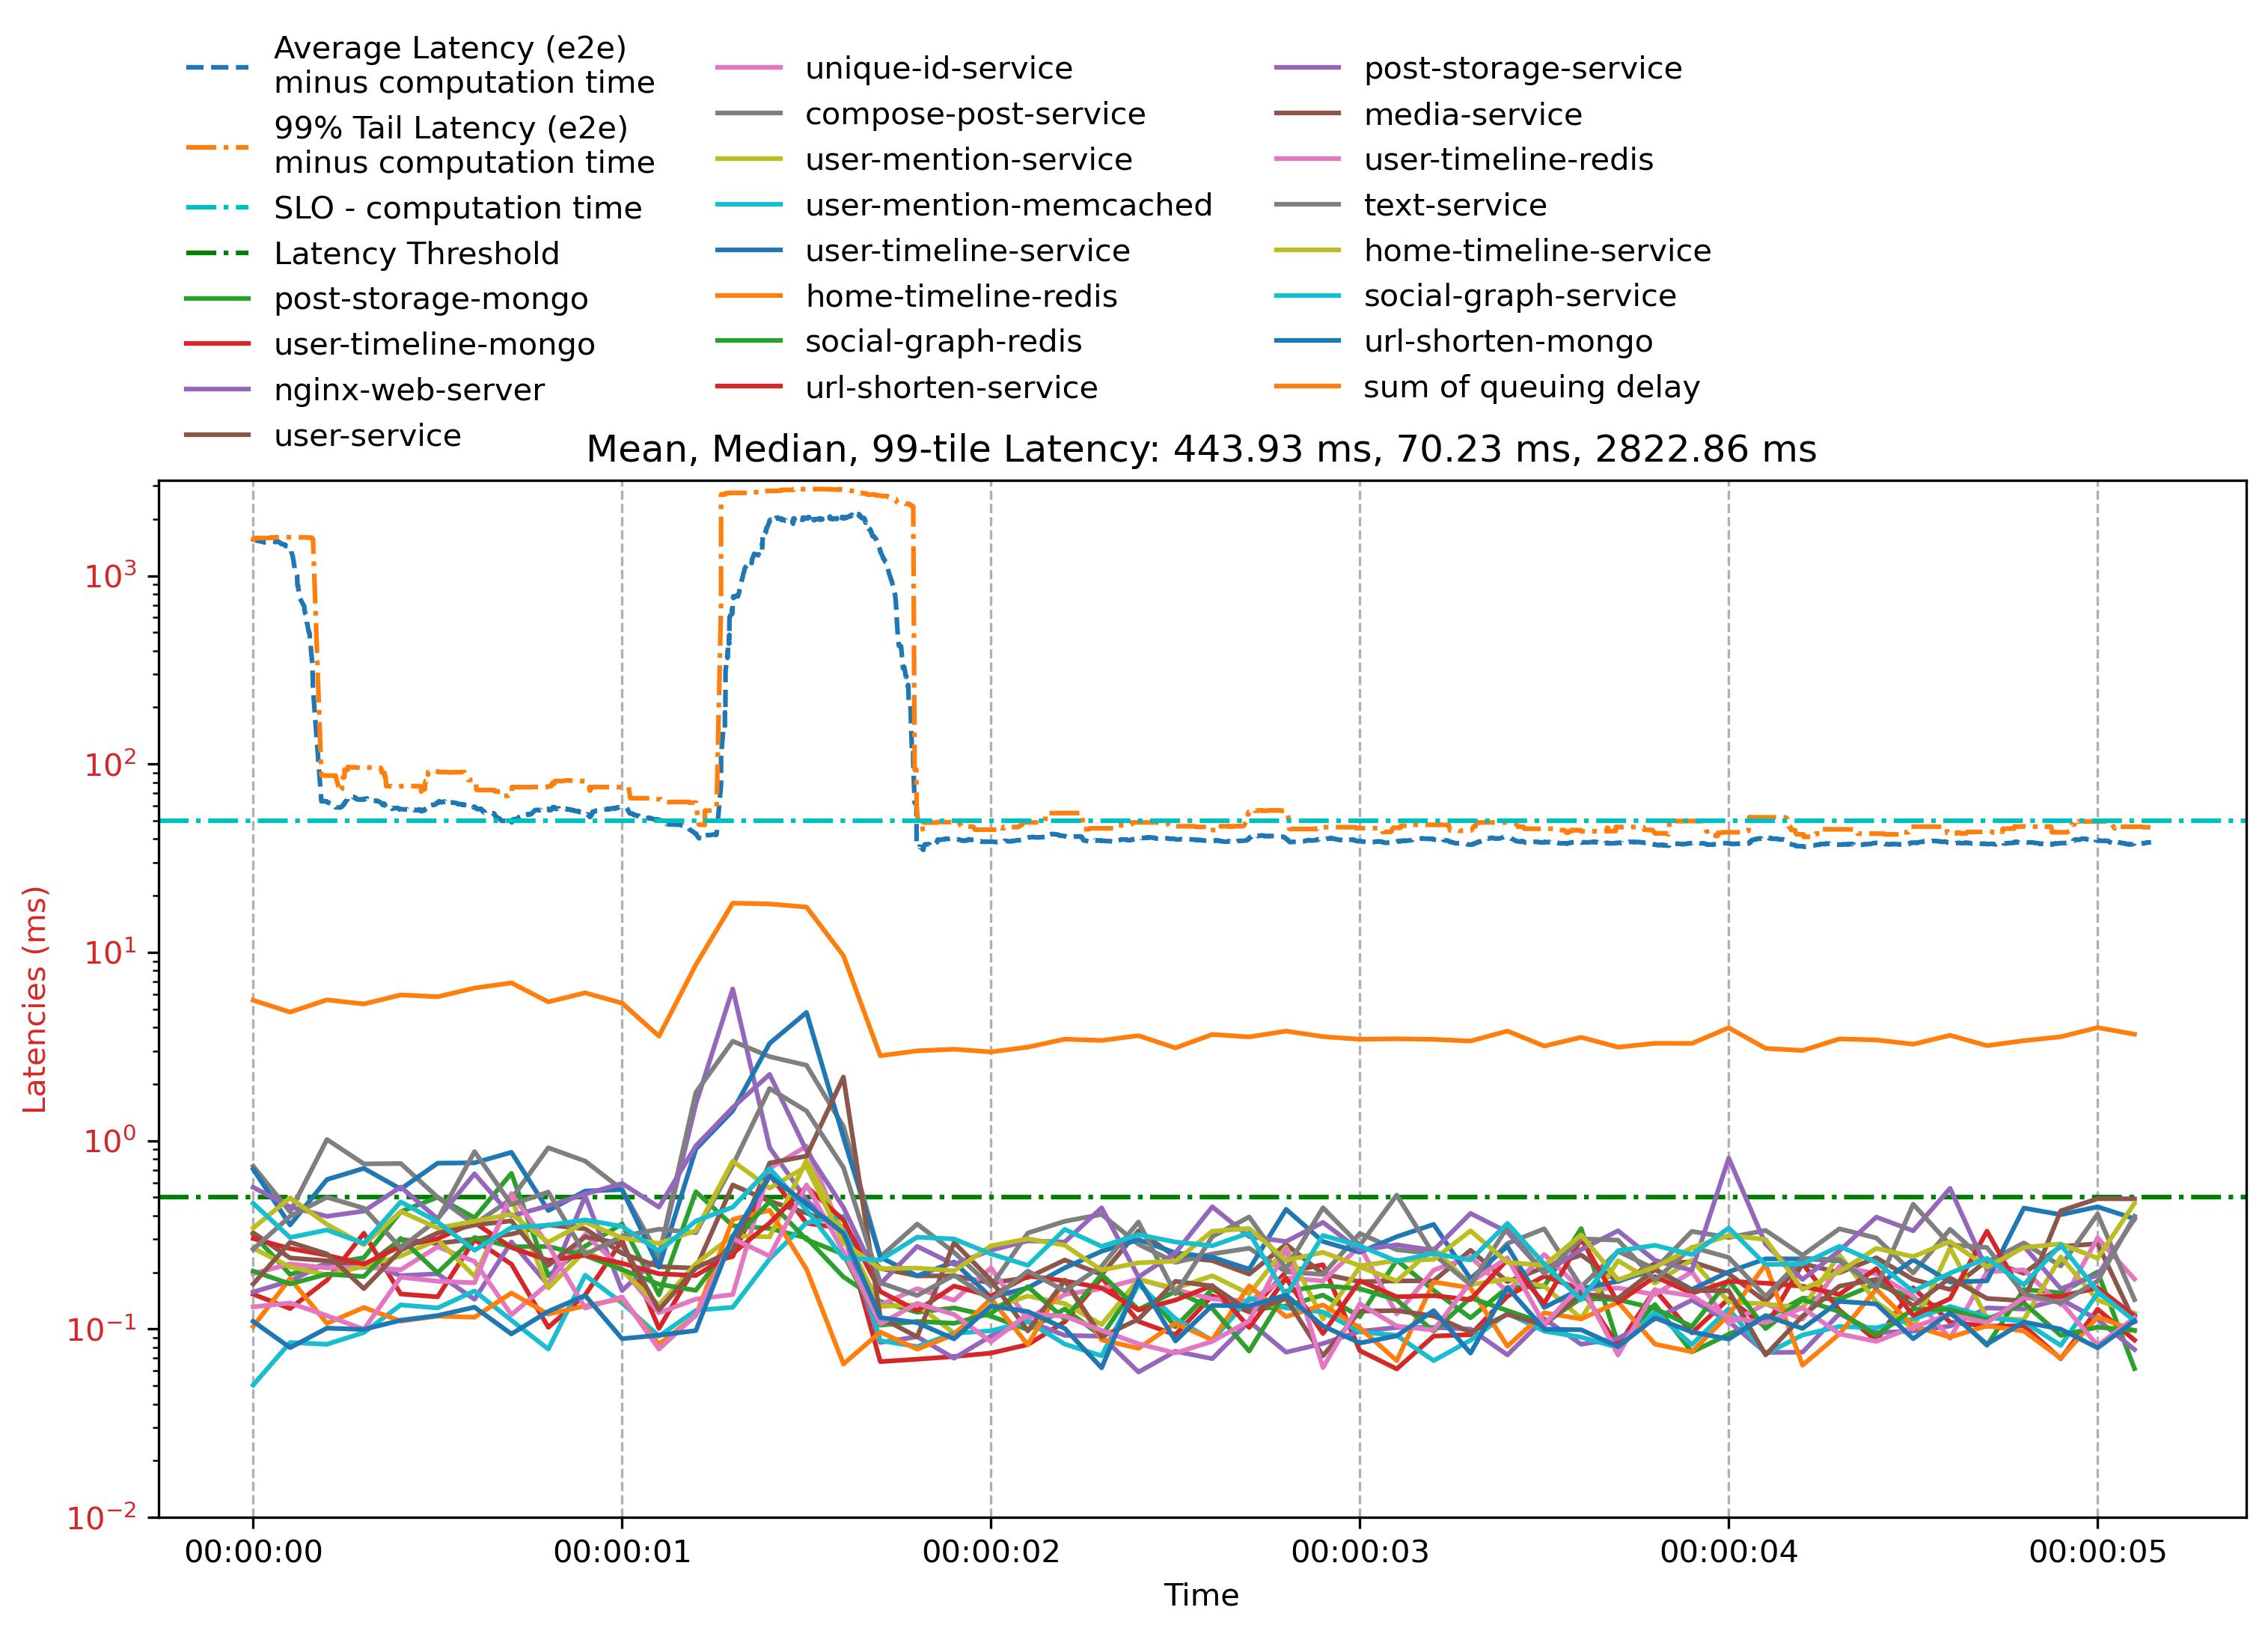 Average Latency (e2e)
minus computation time
99% Tail Latency (e2e)
minus computation time
SLO - computation time
Latency Threshold
post-storage-mongo
user-timeline-mongo
nginx-web-server
user-service
unique-id-service
compose-post-service
user-mention-service
user-mention-memcached
user-timeline-service
home-timeline-redis
social-graph-redis
url-shorten-service
post-storage-service
media-service
user-timeline-redis
text-service
home-timeline-service
social-graph-service
url-shorten-mongo
sum of queuing delay
Mean, Median, 99-tile Latency: 443.93 ms, 70.23 ms, 2822.86 ms
Latencies (ms)
10³
10²
10¹
10⁰
10⁻¹
10⁻²
00:00:00 00:00:01 00:00:02 00:00:03 00:00:04 00:00:05
Time